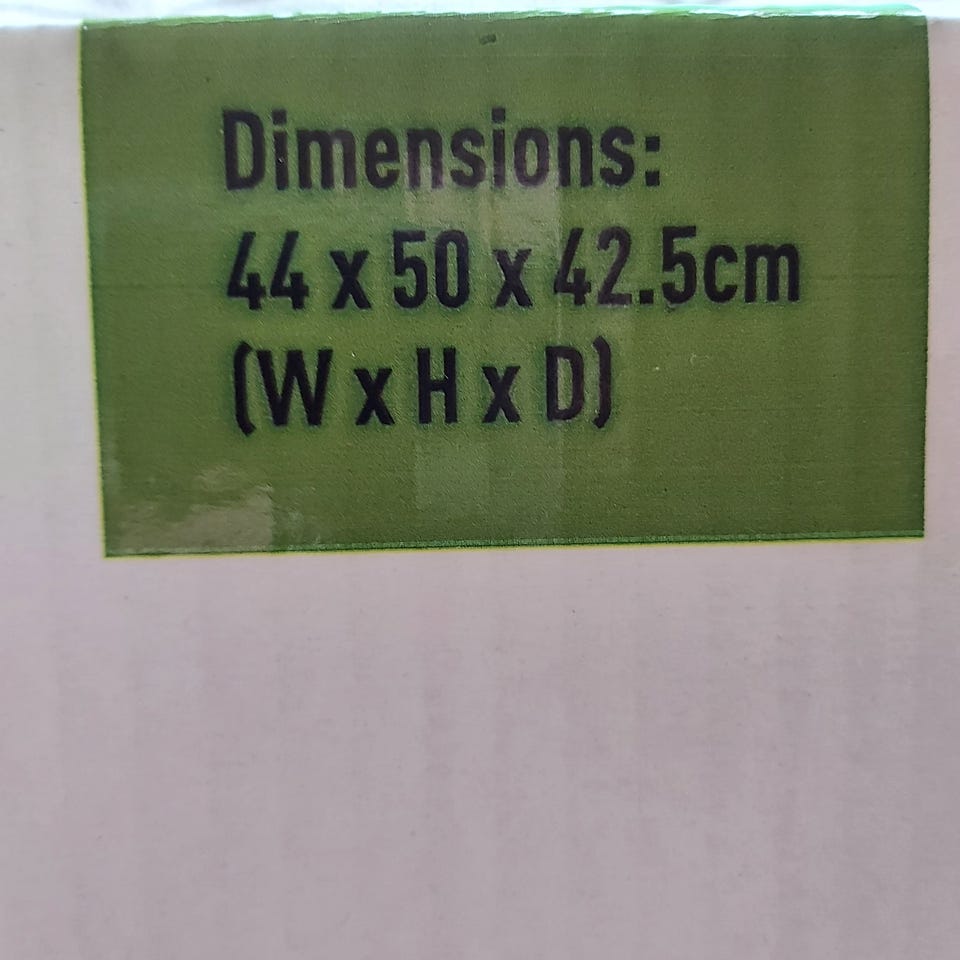 Dimensions:
44 x 50 x 42.5cm
(W x H x D)